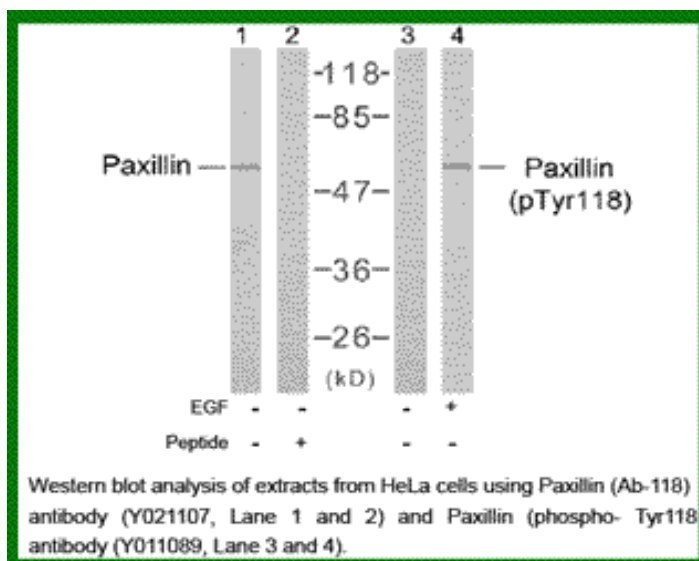 1 2 3 4
-118-
-85-
Paxillin
Paxillin
(pTyr118)
-47-
-36-
-26-
(kD)
EGF - - - +
Peptide - + - -
Western blot analysis of extracts from HeLa cells using Paxillin (Ab-118)
antibody (Y021107, Lane 1 and 2) and Paxillin (phospho- Tyr118
antibody (Y011089, Lane 3 and 4).